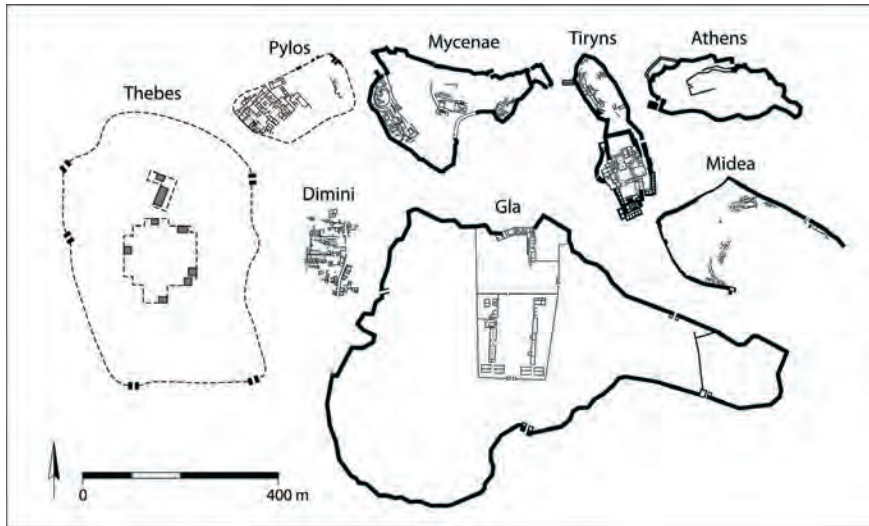 Pylos
Mycenae
Tiryns
Athens
Thebes
Dimini
Gla
Midea
0
400 m